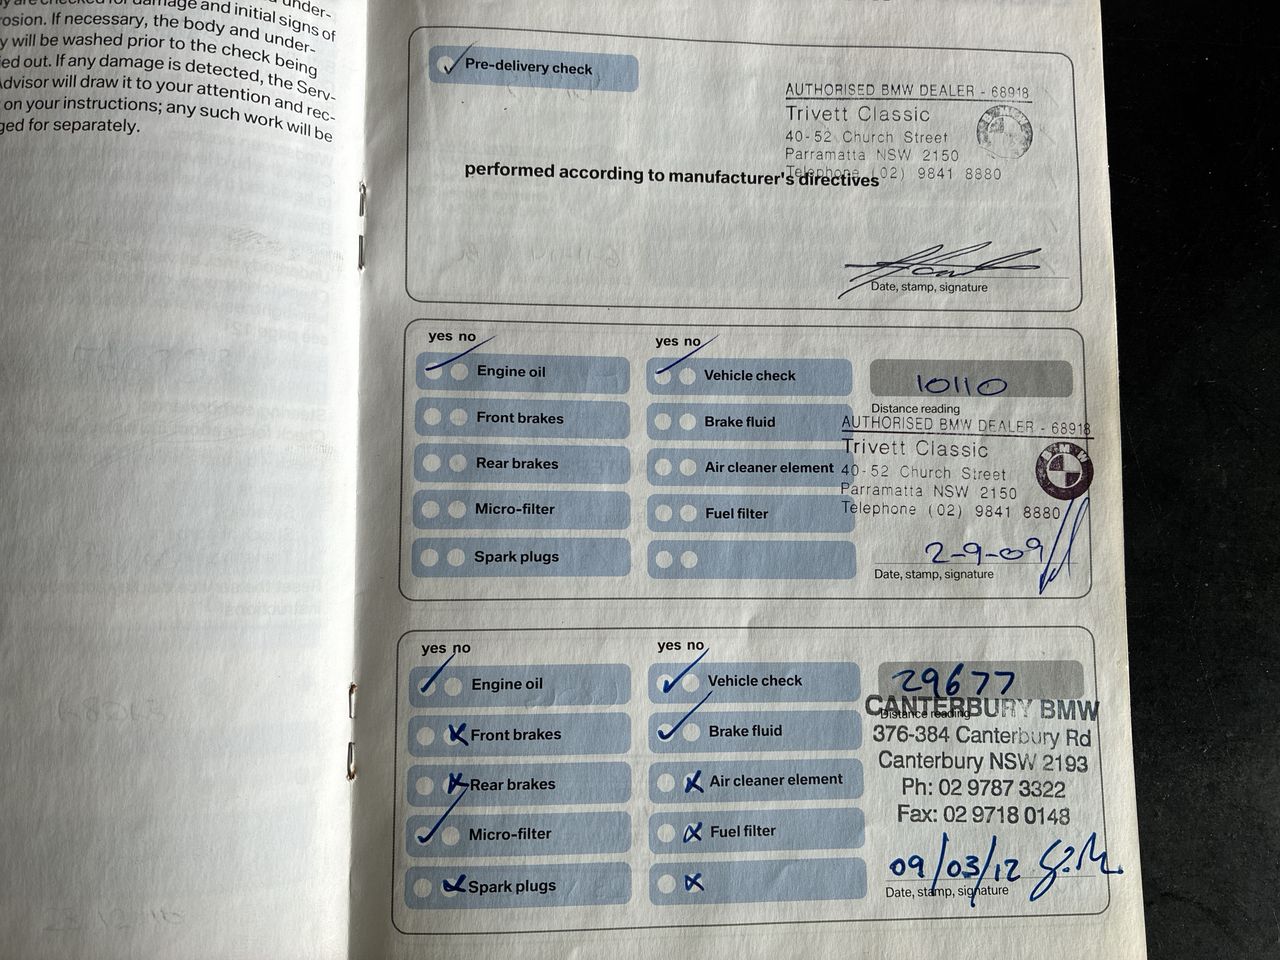 y are checked for damage and initial signs of
rosion. If necessary, the body and under-
y will be washed prior to the check being
ied out. If any damage is detected, the Serv-
Advisor will draw it to your attention and rec-
on your instructions; any such work will be
ged for separately.
Pre-delivery check
AUTHORISED BMW DEALER - 68918
Trivett Classic
40-52 Church Street
Parramatta NSW 2150
Telephone (02) 9841 8880
performed according to manufacturer's directives
Date, stamp, signature
yes no
Engine oil
Front brakes
Rear brakes
Micro-filter
Spark plugs
yes no
Vehicle check
Brake fluid
Air cleaner element
Fuel filter
10110
Distance reading
AUTHORISED BMW DEALER - 68918
Trivett Classic
BMW
40-52 Church Street
Parramatta NSW 2150
Telephone (02) 9841 8880
2-9-09
Date, stamp, signature
yes no
Engine oil
Front brakes
Rear brakes
Micro-filter
Spark plugs
yes no
Vehicle check
Brake fluid
Air cleaner element
Fuel filter
29677
Distance reading
CANTERBURY BMW
376-384 Canterbury Rd
Canterbury NSW 2193
Ph: 02 9787 3322
Fax: 02 9718 0148
09/03/12
Date, stamp, signature